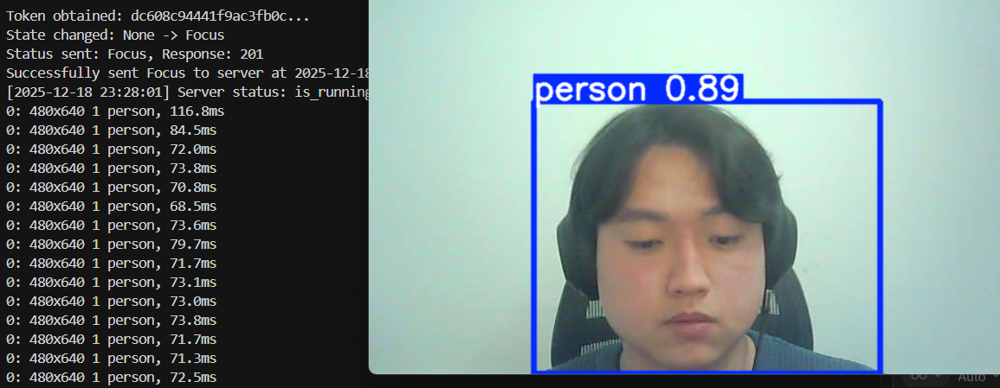 Token obtained: dc608c94441f9ac3fb0c...
State changed: None -> Focus
Status sent: Focus, Response: 201
Successfully sent Focus to server at 2025-12-18
[2025-12-18 23:28:01] Server status: is_running
0: 480x640 1 person, 116.8ms
0: 480x640 1 person, 84.5ms
0: 480x640 1 person, 72.0ms
0: 480x640 1 person, 73.8ms
0: 480x640 1 person, 70.8ms
0: 480x640 1 person, 68.5ms
0: 480x640 1 person, 73.6ms
0: 480x640 1 person, 79.7ms
0: 480x640 1 person, 71.7ms
0: 480x640 1 person, 73.1ms
0: 480x640 1 person, 73.0ms
0: 480x640 1 person, 73.8ms
0: 480x640 1 person, 71.7ms
0: 480x640 1 person, 71.3ms
0: 480x640 1 person, 72.5ms
person 0.89
Auto